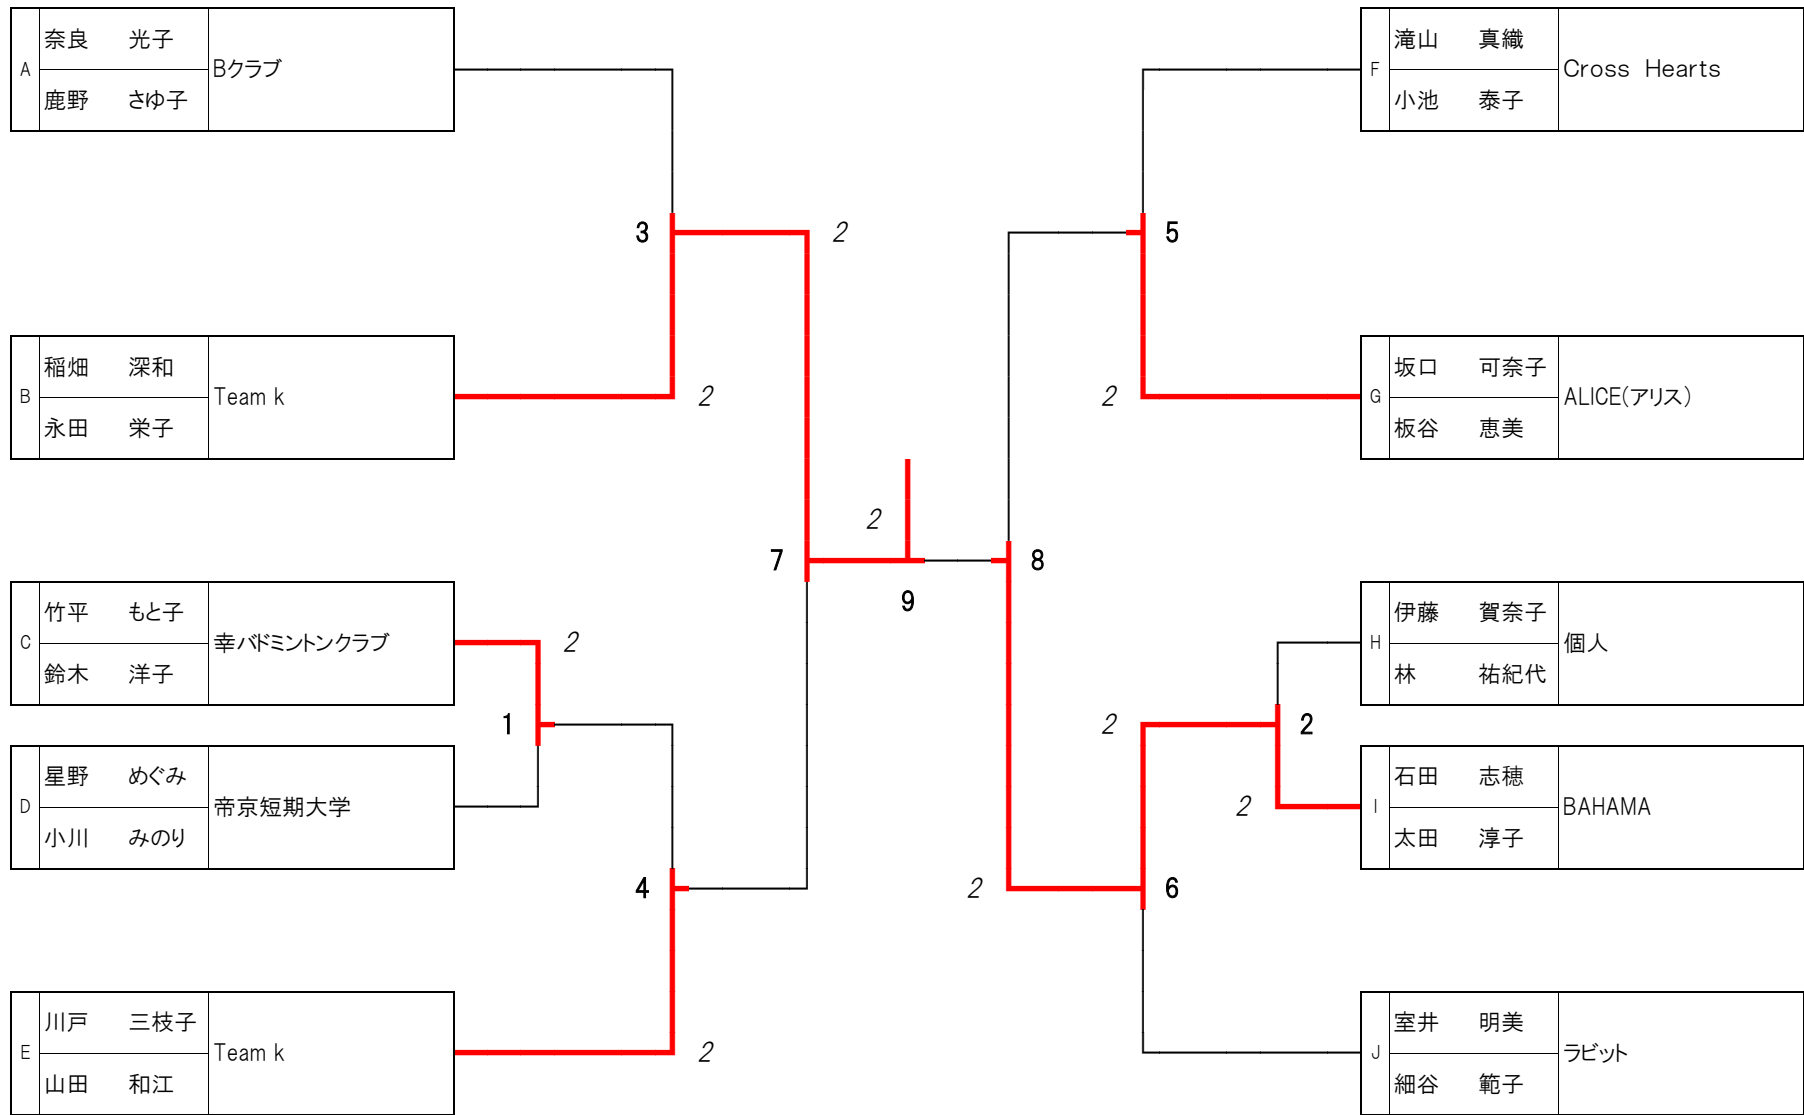 A
奈良 光子
鹿野 さゆ子
Bクラブ
B
稲畑 深和
永田 栄子
Team k
C
竹平 もと子
鈴木 洋子
幸バドミントンクラブ
D
星野 めぐみ
小川 みのり
帝京短期大学
E
川戸 三枝子
山田 和江
Team k
3
2
2
1
2
4
2
7
2
9
8
2
5
2
2
2
2
6
F
滝山 真織
小池 泰子
Cross Hearts
G
坂口 可奈子
板谷 恵美
ALICE(アリス)
H
伊藤 賀奈子
林 祐紀代
個人
I
石田 志穂
太田 淳子
BAHAMA
J
室井 明美
細谷 範子
ラビット